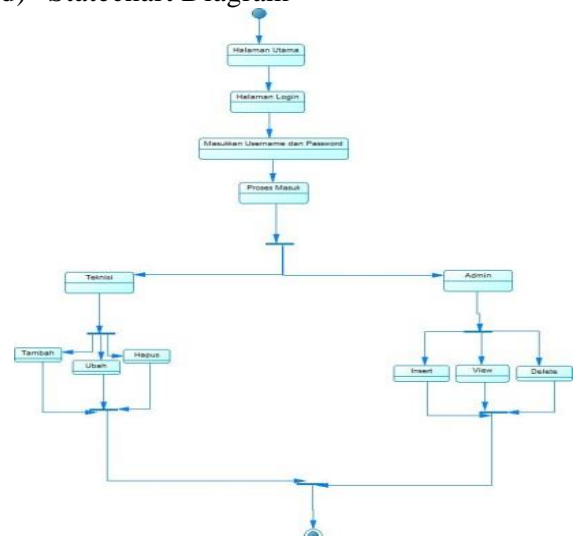 d) Statechart Diagram
Halaman Utama
Halaman Login
Masukkan Username dan Password
Proses Masuk
Teknisi
Admin
Tambah
Ubah
Hapus
Insert
View
Delete